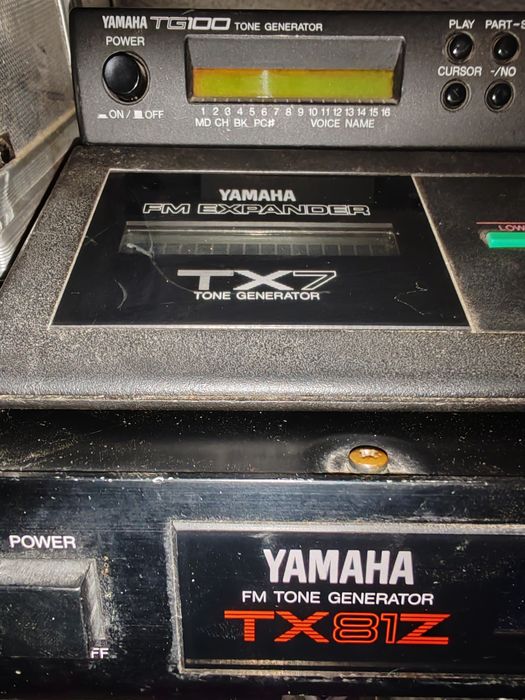 YAMAHA TG100 TONE GENERATOR
PLAY PART-
POWER
CURSOR -/NO
ON / OFF
1 2 3 4 5 6 7 8 9 10 11 12 13 14 15 16
MD CH BK PC# VOICE NAME
YAMAHA
FM EXPANDER
LOW
TX7
TONE GENERATOR
POWER
YAMAHA
FM TONE GENERATOR
TX81Z
FF